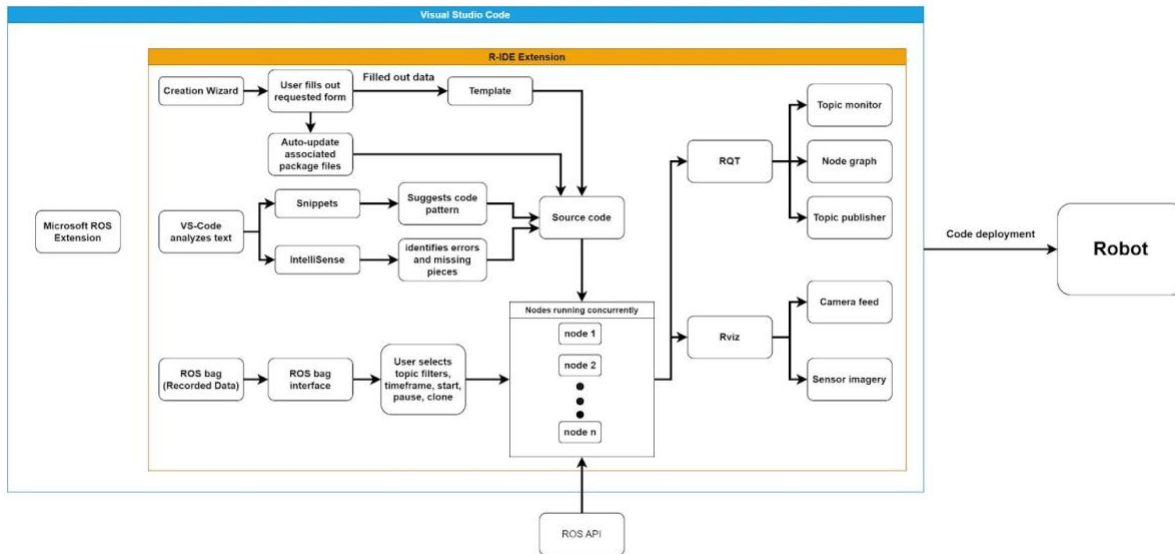 Visual Studio Code
R-IDE Extension
Creation Wizard
User fills out
requested form
Filled out data
Template
Auto-update
associated
package files
Microsoft ROS
Extension
VS-Code
analyzes text
Snippets
Suggests code
pattern
IntelliSense
identifies errors
and missing
pieces
Source code
ROS bag
(Recorded Data)
ROS bag
interface
User selects
topic filters,
timeframe, start,
pause, clone
Nodes running concurrently
node 1
node 2
node n
RQT
Topic monitor
Node graph
Topic publisher
Rviz
Camera feed
Sensor imagery
Code deployment
Robot
ROS API